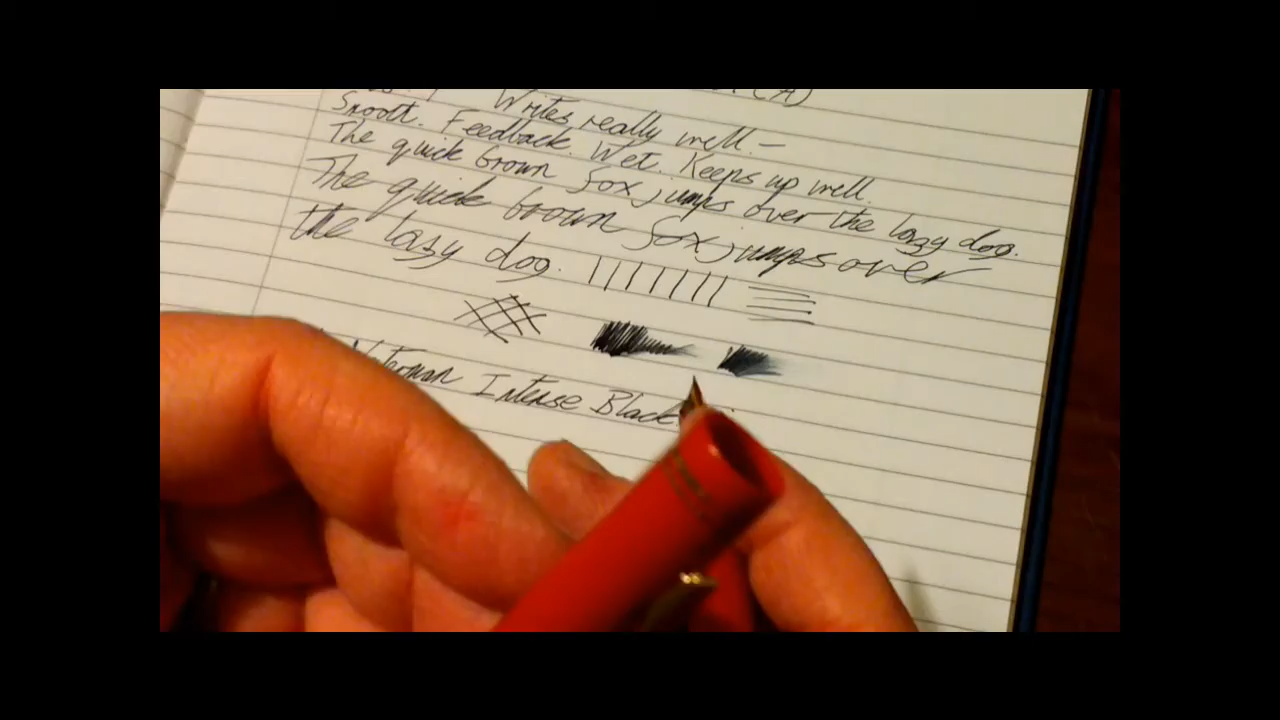 (A)
Writes really well.—
Smooth. Feedback. Wet. Keeps up well.
The quick brown fox jumps over the lazy dog.
The quick brown fox jumps over
the lazy dog.
Intense Black.